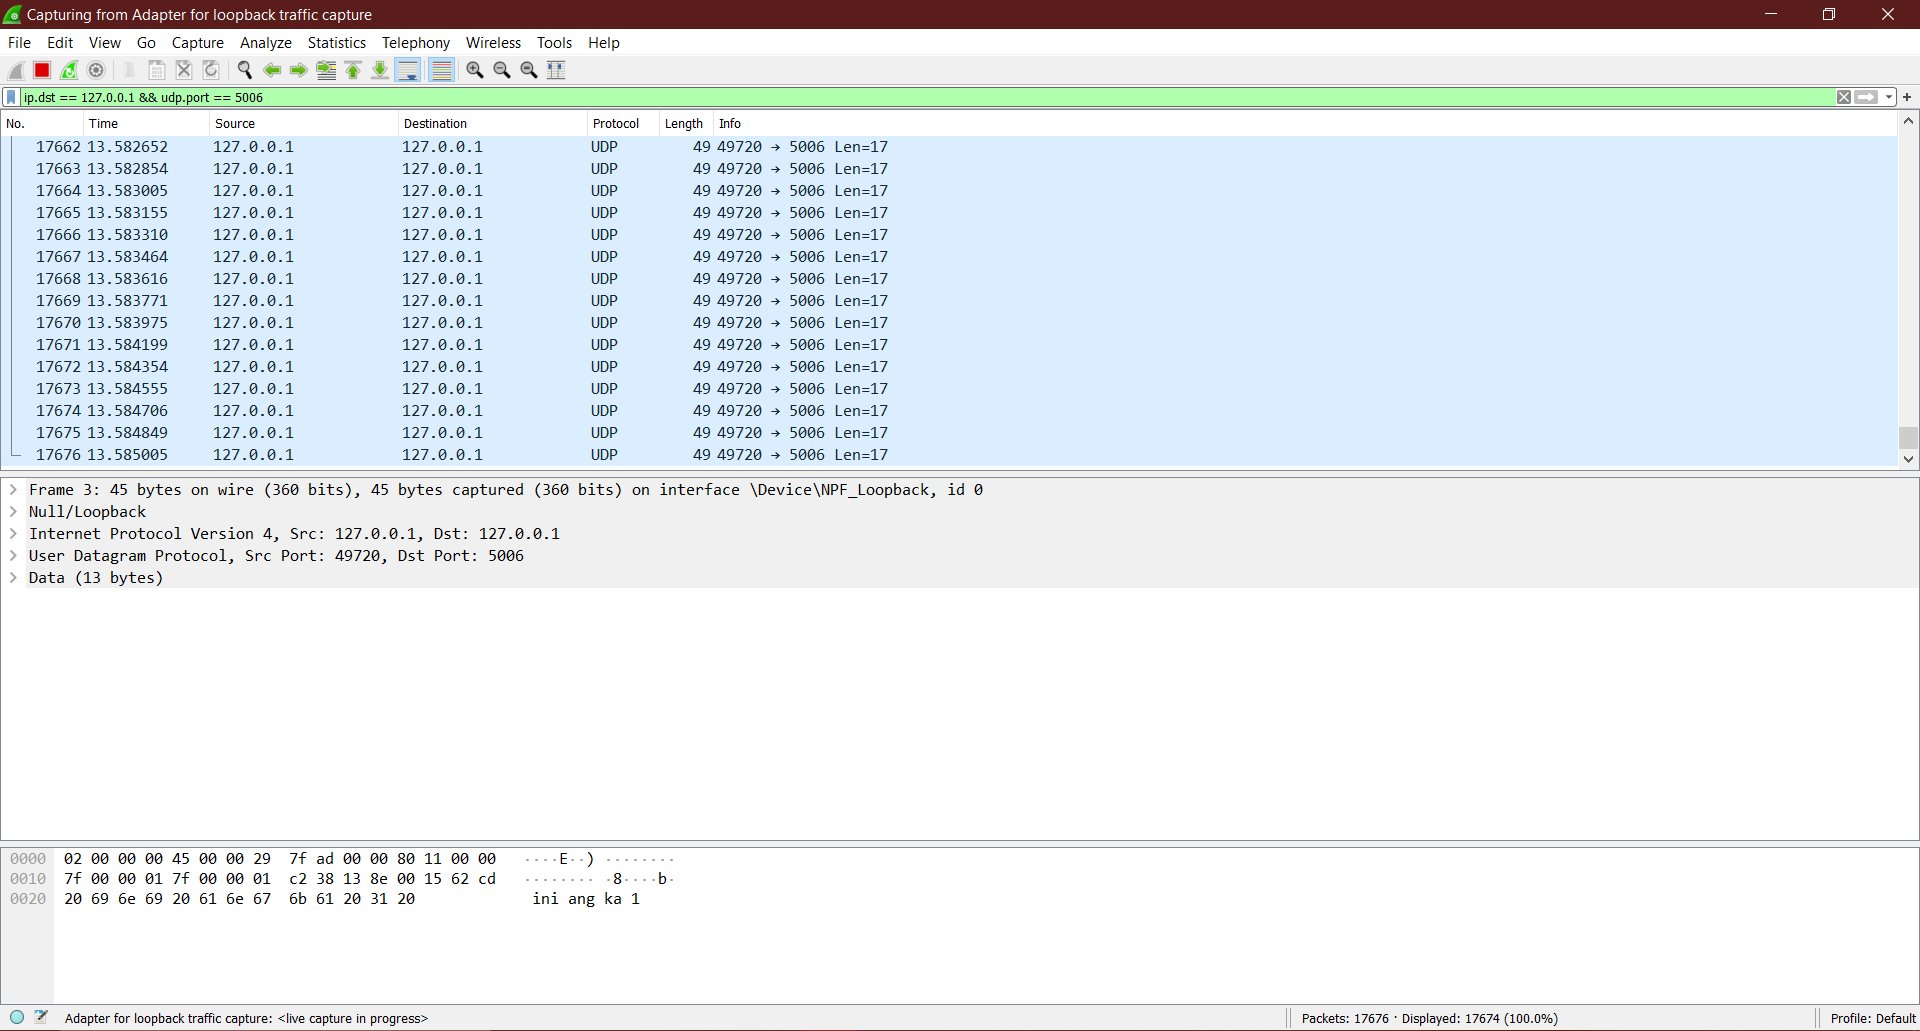 Capturing from Adapter for loopback traffic capture
File Edit View Go Capture Analyze Statistics Telephony Wireless Tools Help
ip.dst == 127.0.0.1 && udp.port == 5006
No. Time Source Destination Protocol Length Info
17662 13.582652 127.0.0.1 127.0.0.1 UDP 49 49720 → 5006 Len=17
17663 13.582854 127.0.0.1 127.0.0.1 UDP 49 49720 → 5006 Len=17
17664 13.583005 127.0.0.1 127.0.0.1 UDP 49 49720 → 5006 Len=17
17665 13.583155 127.0.0.1 127.0.0.1 UDP 49 49720 → 5006 Len=17
17666 13.583310 127.0.0.1 127.0.0.1 UDP 49 49720 → 5006 Len=17
17667 13.583464 127.0.0.1 127.0.0.1 UDP 49 49720 → 5006 Len=17
17668 13.583616 127.0.0.1 127.0.0.1 UDP 49 49720 → 5006 Len=17
17669 13.583771 127.0.0.1 127.0.0.1 UDP 49 49720 → 5006 Len=17
17670 13.583975 127.0.0.1 127.0.0.1 UDP 49 49720 → 5006 Len=17
17671 13.584199 127.0.0.1 127.0.0.1 UDP 49 49720 → 5006 Len=17
17672 13.584354 127.0.0.1 127.0.0.1 UDP 49 49720 → 5006 Len=17
17673 13.584555 127.0.0.1 127.0.0.1 UDP 49 49720 → 5006 Len=17
17674 13.584706 127.0.0.1 127.0.0.1 UDP 49 49720 → 5006 Len=17
17675 13.584849 127.0.0.1 127.0.0.1 UDP 49 49720 → 5006 Len=17
17676 13.585005 127.0.0.1 127.0.0.1 UDP 49 49720 → 5006 Len=17
Frame 3: 45 bytes on wire (360 bits), 45 bytes captured (360 bits) on interface \Device\NPF_Loopback, id 0
Null/Loopback
Internet Protocol Version 4, Src: 127.0.0.1, Dst: 127.0.0.1
User Datagram Protocol, Src Port: 49720, Dst Port: 5006
Data (13 bytes)
0000 02 00 00 00 45 00 00 29 7f ad 00 00 80 11 00 00 ····E··) ········
0010 7f 00 00 01 7f 00 00 01 c2 38 13 8e 00 15 62 cd ········ ·8····b·
0020 20 69 6e 69 20 61 6e 67 6b 61 20 31 20 ini ang ka 1
Adapter for loopback traffic capture: <live capture in progress> Packets: 17676 · Displayed: 17674 (100.0%) Profile: Default